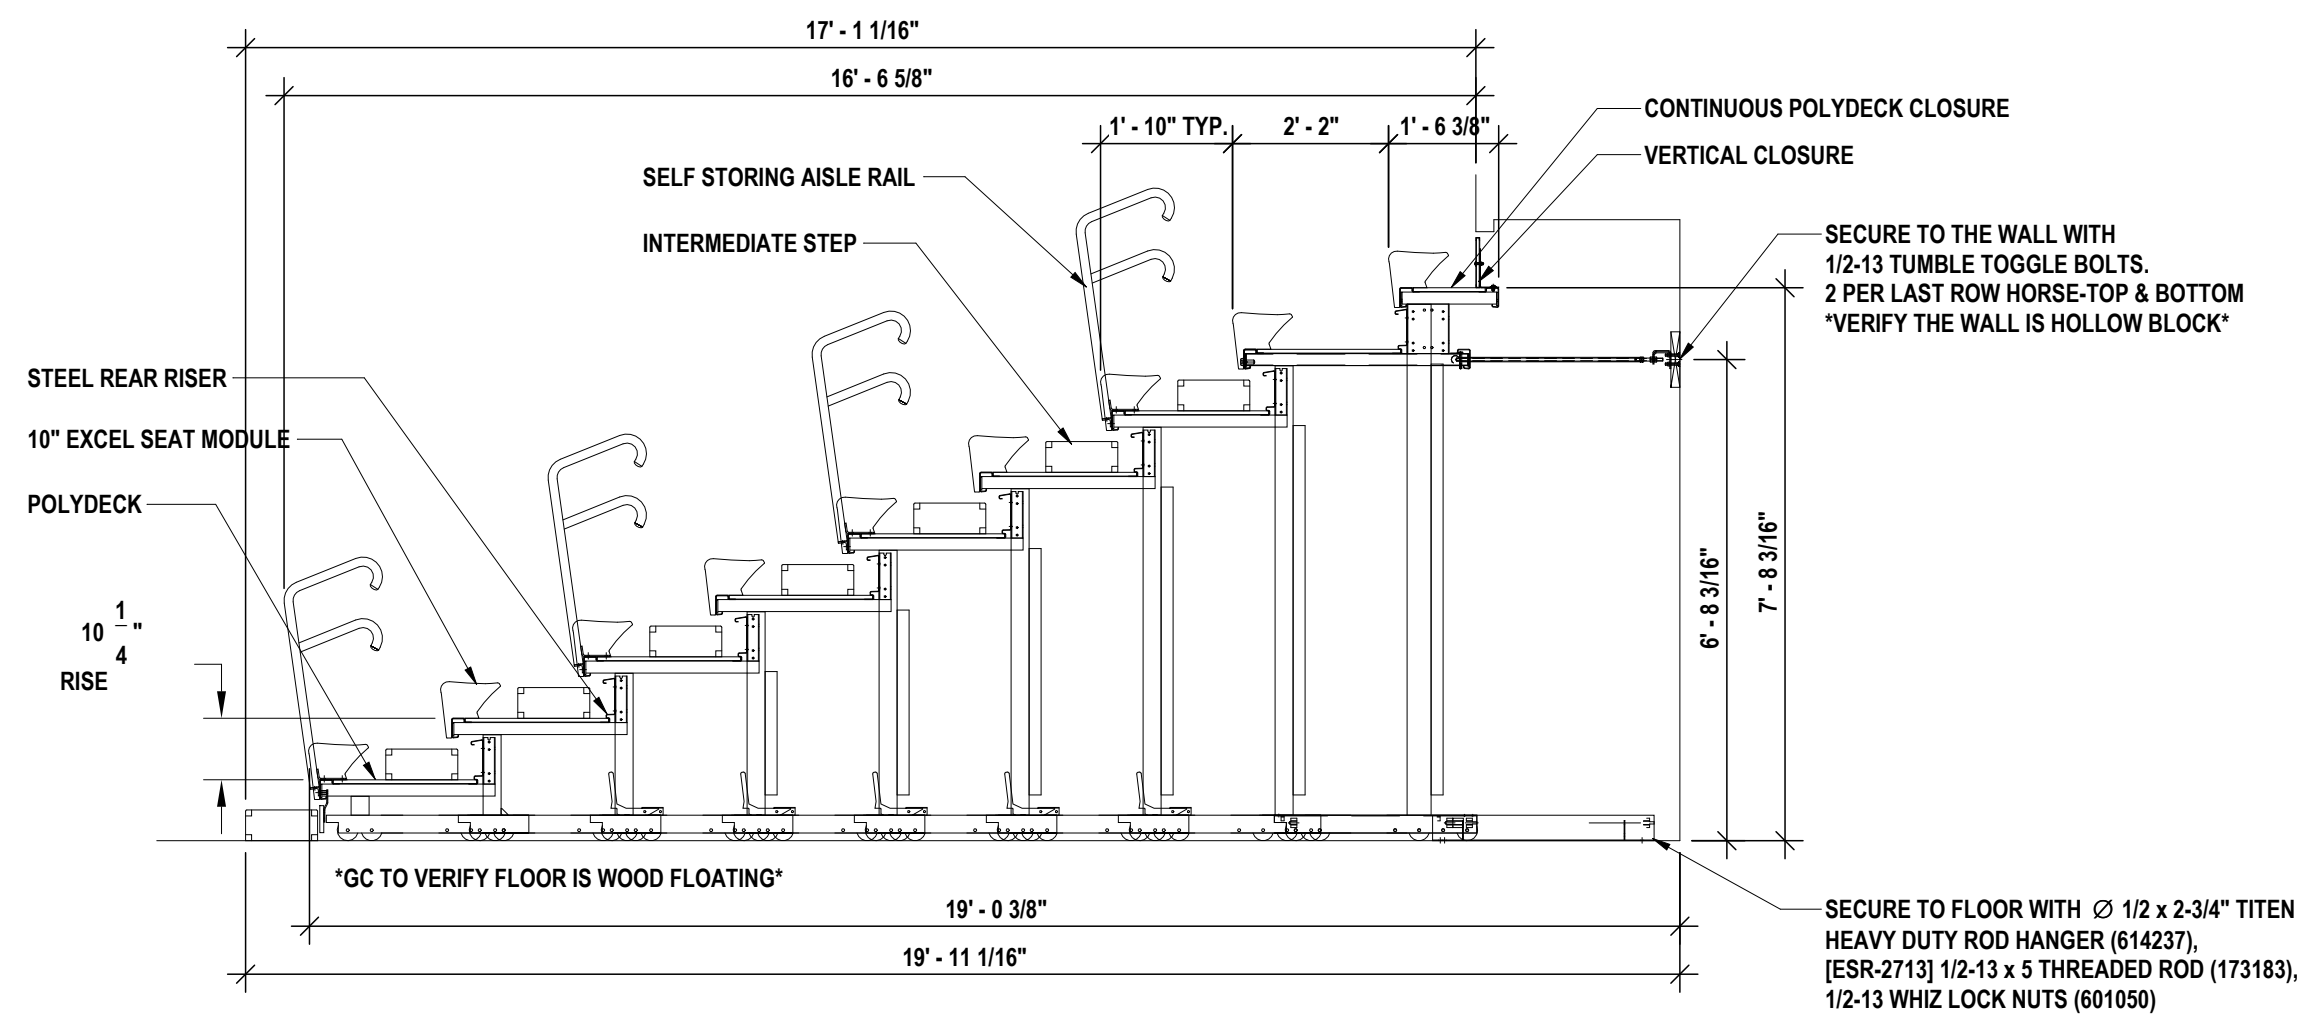 17' - 1 1/16"
16' - 6 5/8"
1' - 10" TYP.
2' - 2"
1' - 6 3/8"
CONTINUOUS POLYDECK CLOSURE
VERTICAL CLOSURE
SELF STORING AISLE RAIL
INTERMEDIATE STEP
SECURE TO THE WALL WITH
1/2-13 TUMBLE TOGGLE BOLTS.
2 PER LAST ROW HORSE-TOP & BOTTOM
*VERIFY THE WALL IS HOLLOW BLOCK*
STEEL REAR RISER
10" EXCEL SEAT MODULE
POLYDECK
10 1/4"
RISE
6' - 8 3/16"
7' - 8 3/16"
*GC TO VERIFY FLOOR IS WOOD FLOATING*
19' - 0 3/8"
19' - 11 1/16"
SECURE TO FLOOR WITH Ø 1/2 x 2-3/4" TITEN
HEAVY DUTY ROD HANGER (614237),
[ESR-2713] 1/2-13 x 5 THREADED ROD (173183),
1/2-13 WHIZ LOCK NUTS (601050)